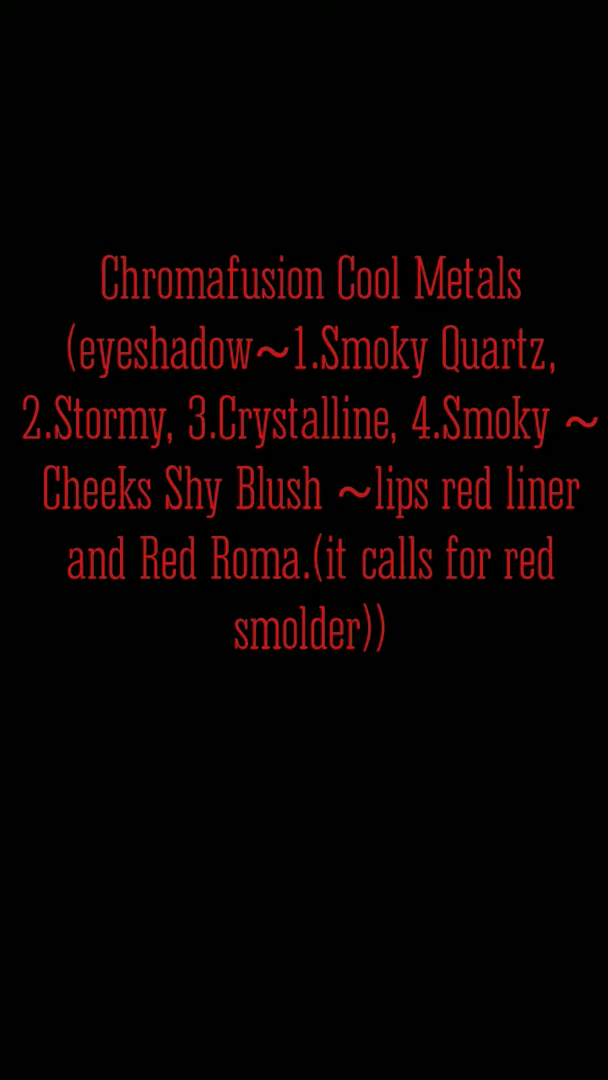 Chromafusion Cool Metals
(eyeshadow~1.Smoky Quartz,
2.Stormy, 3.Crystalline, 4.Smoky ~
Cheeks Shy Blush ~lips red liner
and Red Roma.(it calls for red
smolder))